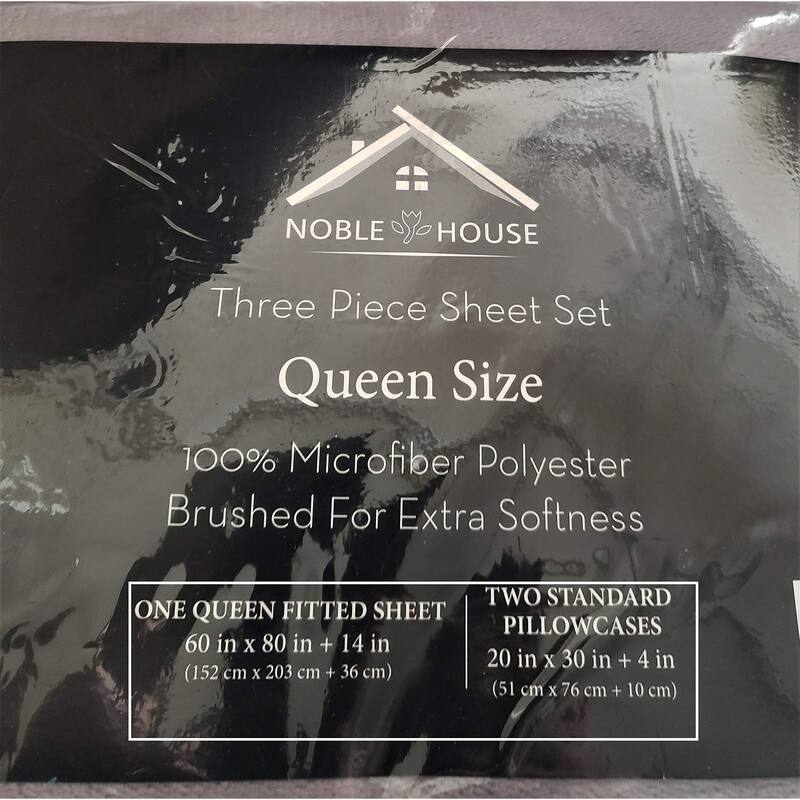 NOBLE HOUSE
Three Piece Sheet Set
Queen Size
100% Microfiber Polyester
Brushed For Extra Softness
ONE QUEEN FITTED SHEET
60 in x 80 in + 14 in
(152 cm x 203 cm + 36 cm)
TWO STANDARD
PILLOWCASES
20 in x 30 in + 4 in
(51 cm x 76 cm + 10 cm)